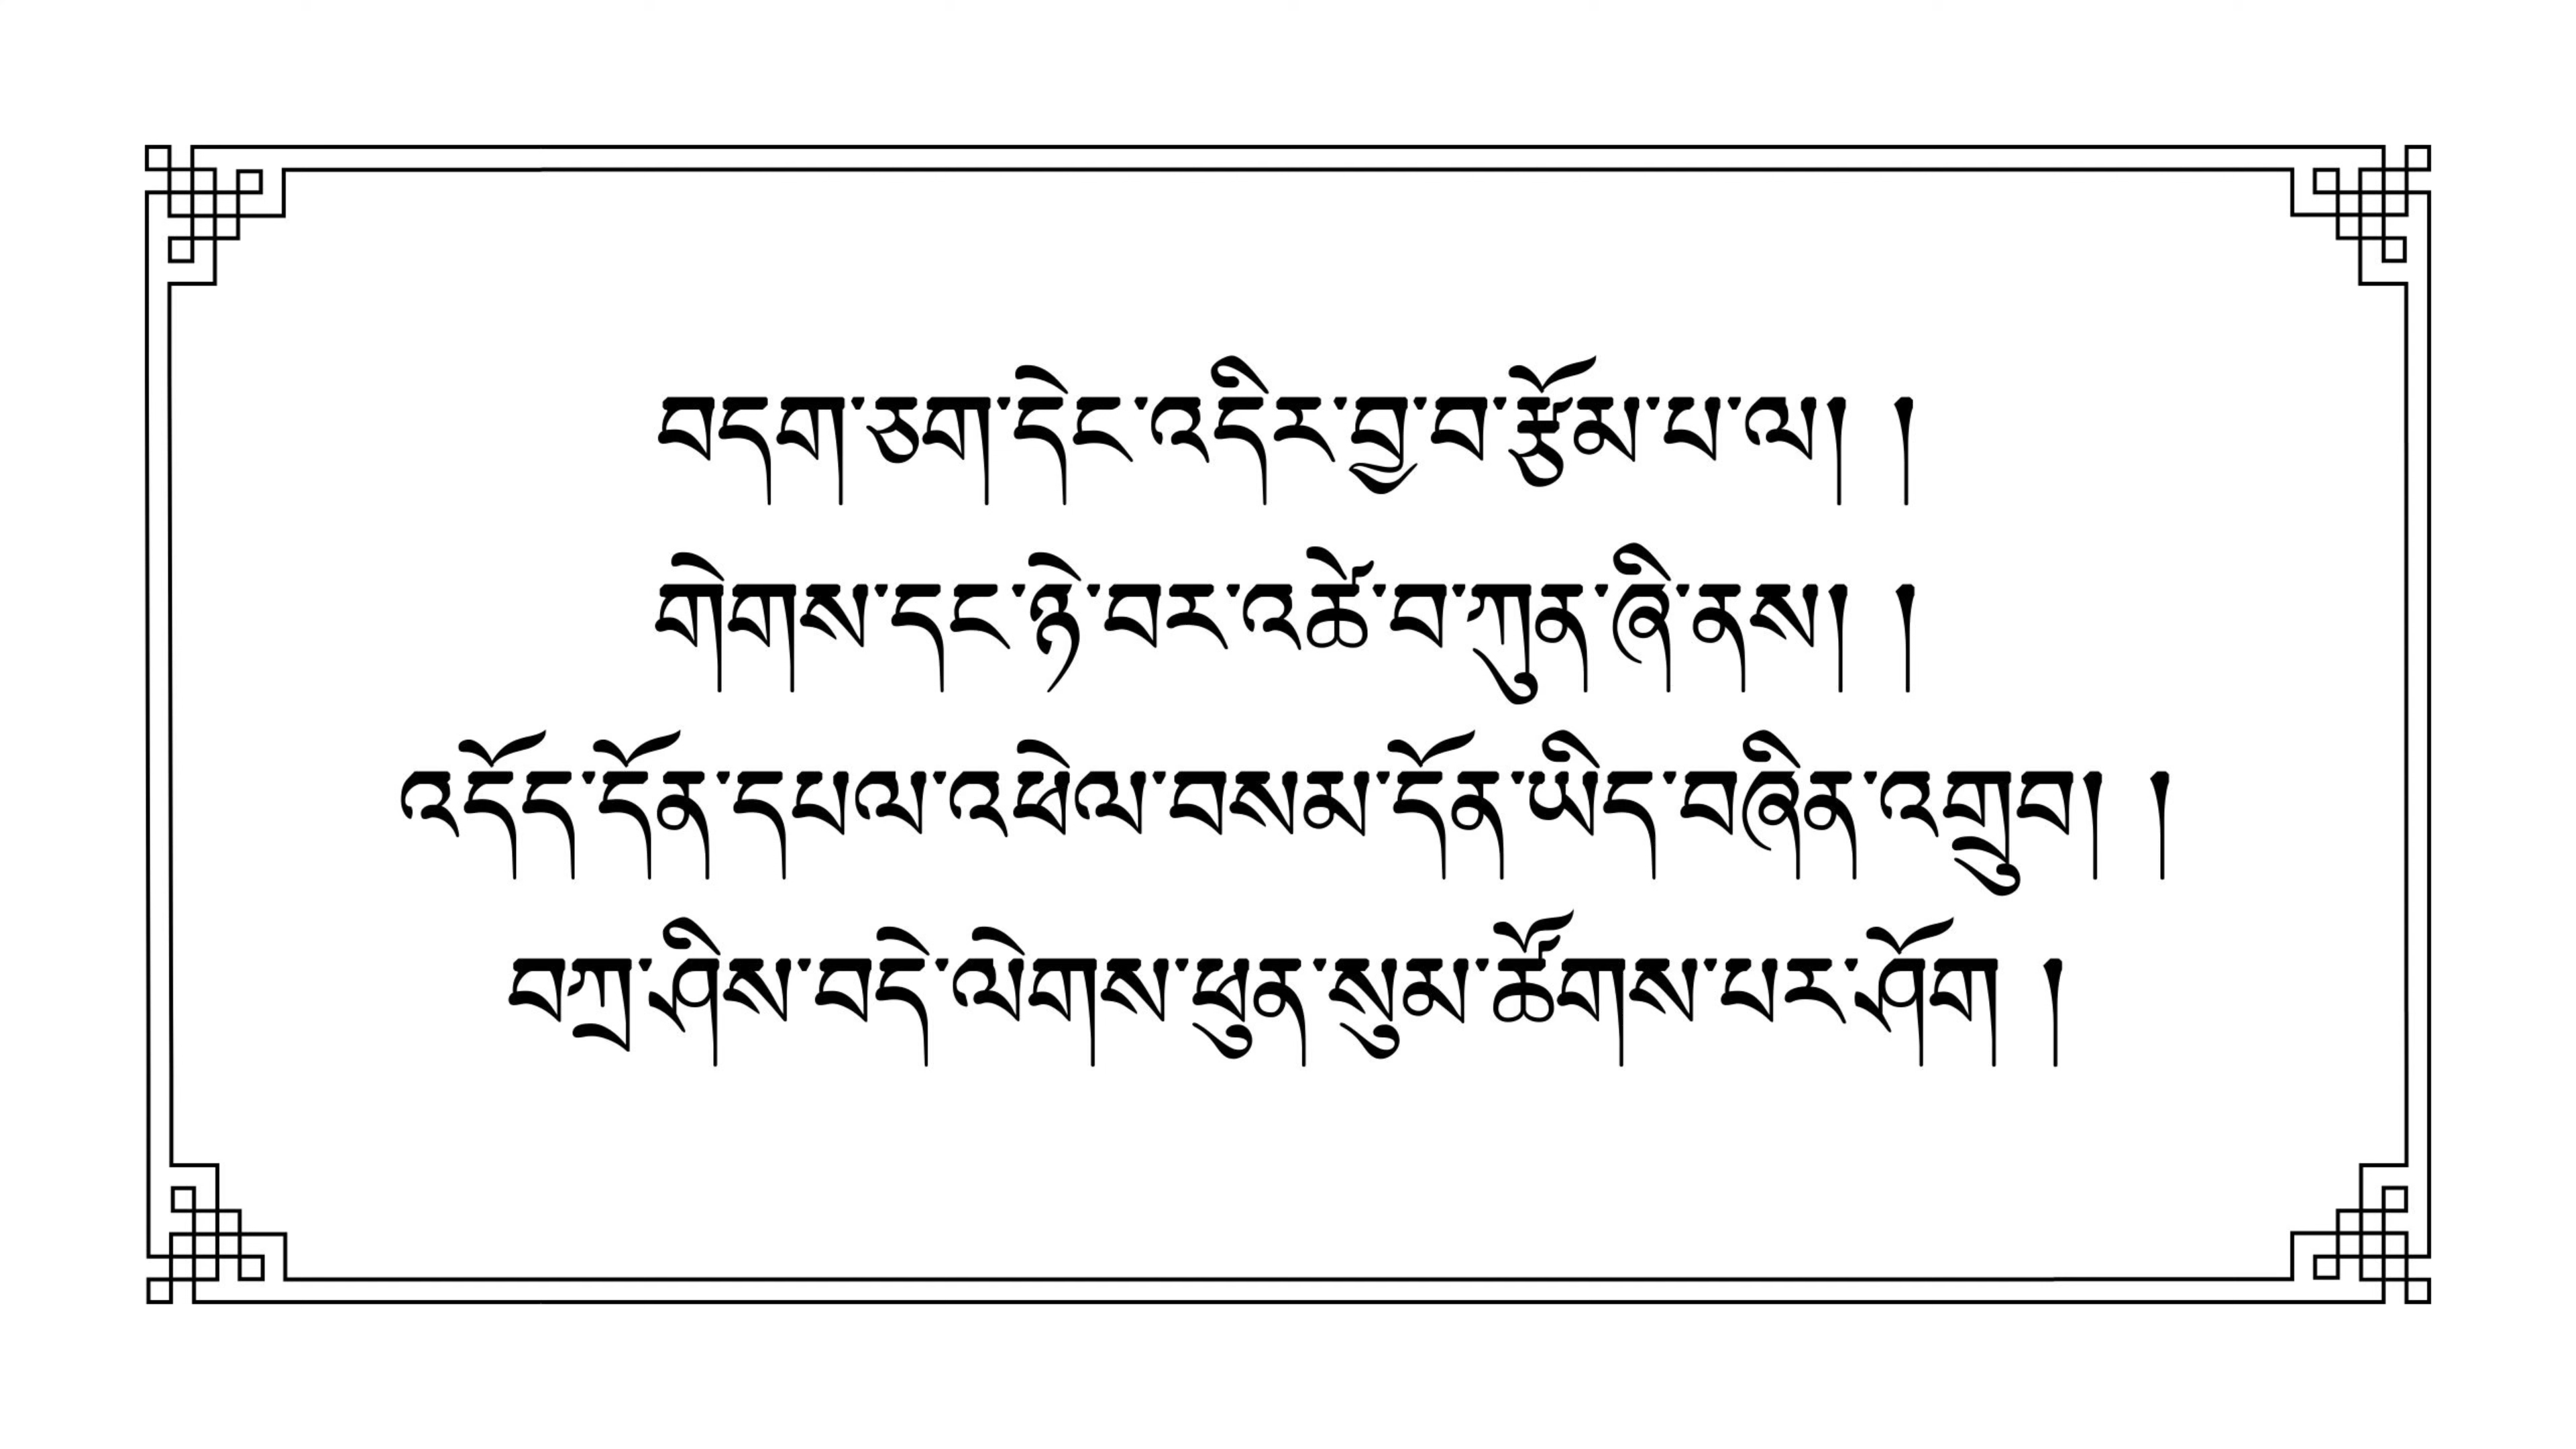 བདག་ཅག་དེང་འདིར་བྱ་བ་རྩོམ་པ་ལ། །
གེགས་དང་ཉེ་བར་འཚེ་བ་ཀུན་ཞི་ནས། །
འདོད་དོན་དཔལ་འཕེལ་བསམ་དོན་ཡིད་བཞིན་འགྲུབ། །
བཀྲ་ཤིས་བདེ་ལེགས་ཕུན་སུམ་ཚོགས་པར་ཤོག །